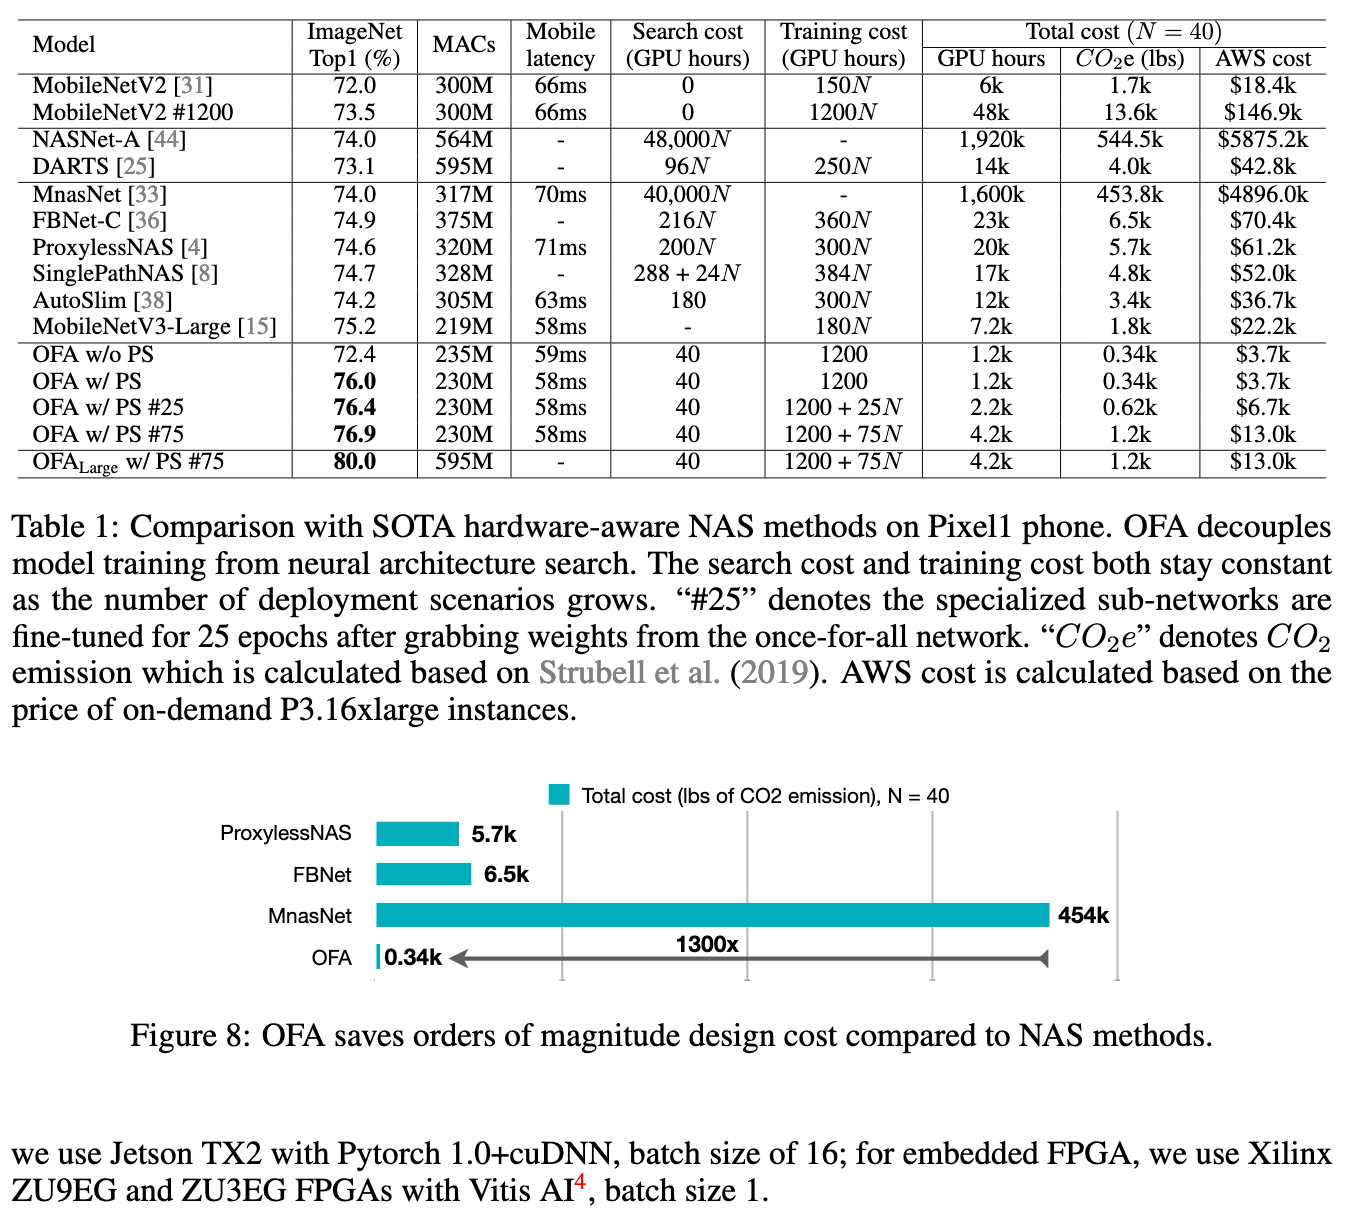 Model ImageNet Top1 (%) MACs Mobile latency Search cost (GPU hours) Training cost (GPU hours) Total cost (N = 40)
GPU hours CO2e (lbs) AWS cost
MobileNetV2 [31] 72.0 300M 66ms 0 150N 6k 1.7k $18.4k
MobileNetV2 #1200 73.5 300M 66ms 0 1200N 48k 13.6k $146.9k
NASNet-A [44] 74.0 564M - 48,000N - 1,920k 544.5k $5875.2k
DARTS [25] 73.1 595M - 96N 250N 14k 4.0k $42.8k
MnasNet [33] 74.0 317M 70ms 40,000N - 1,600k 453.8k $4896.0k
FBNet-C [36] 74.9 375M - 216N 360N 23k 6.5k $70.4k
ProxylessNAS [4] 74.6 320M 71ms 200N 300N 20k 5.7k $61.2k
SinglePathNAS [8] 74.7 328M - 288 + 24N 384N 17k 4.8k $52.0k
AutoSlim [38] 74.2 305M 63ms 180 300N 12k 3.4k $36.7k
MobileNetV3-Large [15] 75.2 219M 58ms - 180N 7.2k 1.8k $22.2k
OFA w/o PS 72.4 235M 59ms 40 1200 1.2k 0.34k $3.7k
OFA w/ PS 76.0 230M 58ms 40 1200 1.2k 0.34k $3.7k
OFA w/ PS #25 76.4 230M 58ms 40 1200 + 25N 2.2k 0.62k $6.7k
OFA w/ PS #75 76.9 230M 58ms 40 1200 + 75N 4.2k 1.2k $13.0k
OFALarge w/ PS #75 80.0 595M - 40 1200 + 75N 4.2k 1.2k $13.0k
Table 1: Comparison with SOTA hardware-aware NAS methods on Pixel1 phone. OFA decouples
model training from neural architecture search. The search cost and training cost both stay constant
as the number of deployment scenarios grows. “#25” denotes the specialized sub-networks are
fine-tuned for 25 epochs after grabbing weights from the once-for-all network. “CO2e” denotes CO2
emission which is calculated based on Strubell et al. (2019). AWS cost is calculated based on the
price of on-demand P3.16xlarge instances.
Total cost (lbs of CO2 emission), N = 40
ProxylessNAS 5.7k
FBNet 6.5k
MnasNet 454k
1300x
OFA 0.34k
Figure 8: OFA saves orders of magnitude design cost compared to NAS methods.
we use Jetson TX2 with Pytorch 1.0+cuDNN, batch size of 16; for embedded FPGA, we use Xilinx
ZU9EG and ZU3EG FPGAs with Vitis AI4, batch size 1.